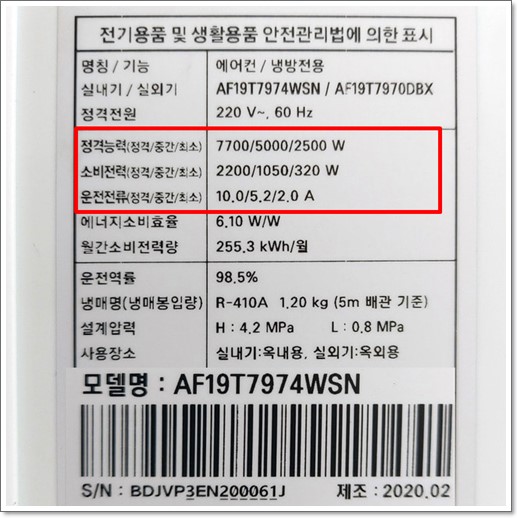 전기용품 및 생활용품 안전관리법에 의한 표시
명칭 / 기능 에어컨 / 냉방전용
실내기 / 실외기 AF19T7974WSN / AF19T7970DBX
정격전원 220 V~, 60 Hz
정격능력(정격/중간/최소) 7700/5000/2500 W
소비전력(정격/중간/최소) 2200/1050/320 W
운전전류(정격/중간/최소) 10.0/5.2/2.0 A
에너지소비효율 6.10 W/W
월간소비전력량 255.3 kWh/월
운전역률 98.5%
냉매명(냉매봉입량) R-410A 1.20 kg (5m 배관 기준)
설계압력 H : 4.2 MPa L : 0.8 MPa
사용장소 실내기:옥내용, 실외기:옥외용
모델명 : AF19T7974WSN
S/N : BDJVP3EN200061J 제조 : 2020.02